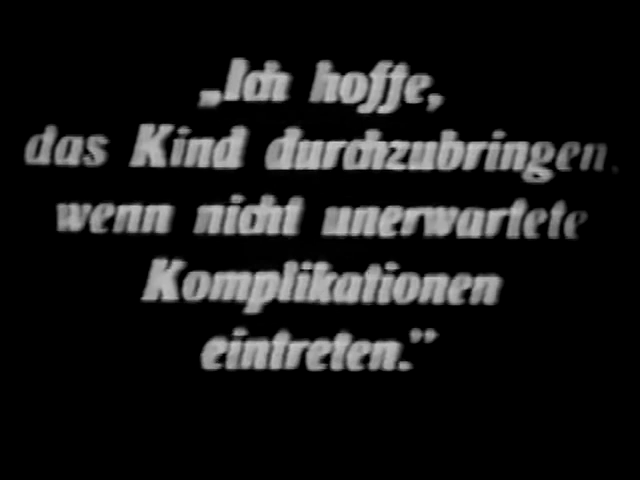 „Ich hoffe,
das Kind durchzubringen,
wenn nicht unerwartete
Komplikationen
eintreten.”